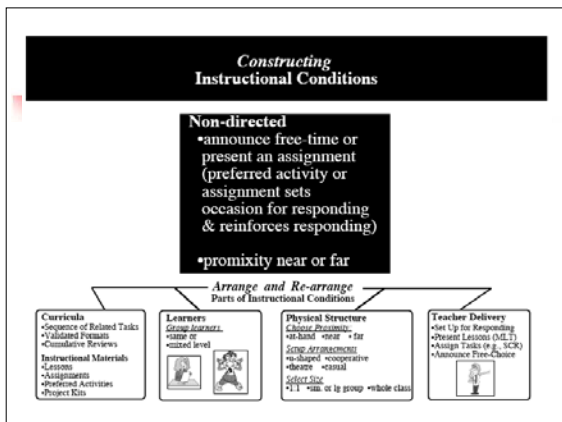 Constructing
Instructional Conditions
Non-directed
•announce free-time or
present an assignment
(preferred activity or
assignment sets
occasion for responding
& reinforces responding)
•promixity near or far
Arrange and Re-arrange
Parts of Instructional Conditions
Curricula
•Sequence of Related Tasks
•Validated Formats
•Cumulative Reviews
Instructional Materials
•Lessons
•Assignments
•Preferred Activities
•Project Kits
Learners
Group learners:
•same or
•mixed level
Physical Structure
Choose Proximity:
•at-hand •near •far
Setup Arrangements
•u-shaped •cooperative
•theatre •casual
Select Size
•1:1 •sm. or lg group •whole class
Teacher Delivery
•Set Up for Responding
•Present Lessons (MLT)
•Assign Tasks (e.g., SCR)
•Announce Free-Choice